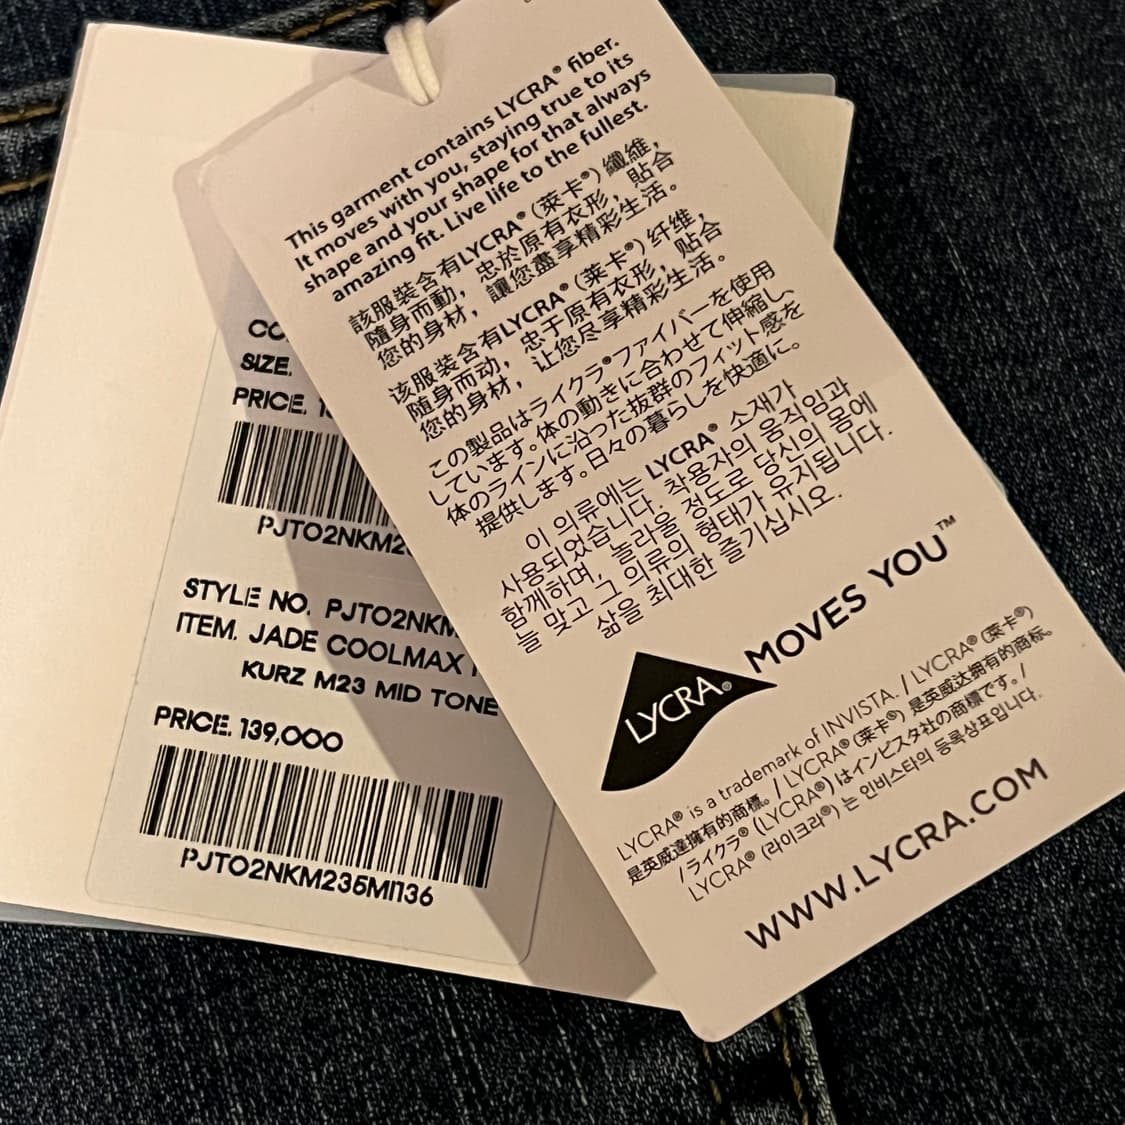 This garment contains LYCRA® fiber.
It moves with you, staying true to its
shape and your shape for that always
amazing fit. Live life to the fullest.
該服裝含有LYCRA®(萊卡®)纖維,
隨身而動, 忠於原有衣形, 貼合
您的身材, 讓您盡享精彩生活。
该服装含有LYCRA®(莱卡®)纤维,
随身而动, 忠于原有衣形, 贴合
您的身材, 让您尽享精彩生活。
この製品はライクラ®ファイバーを使用
しています。体の動きに合わせて伸縮し、
体のラインに沿った抜群のフィット感を
提供します。日々の暮らしを快適に。
이 의류에는 LYCRA® 소재가
사용되었습니다. 착용자의 움직임과
함께하며, 놀라울 정도로 당신의 몸에
늘 맞고 그 의류의 형태가 유지됩니다.
삶을 최대한 즐기십시오.
LYCRA® MOVES YOU™
LYCRA® is a trademark of INVISTA. / LYCRA®(萊卡®)
是英威達擁有的商標。/ LYCRA®(莱卡®) 是英威达拥有的商标。
/ライクラ®(LYCRA®)はインビスタ社の商標です。/
LYCRA® (라이크라®) 는 인비스타의 등록상표입니다.
WWW.LYCRA.COM
SIZE.
PRICE.
STYLE NO.
ITEM. JADE COOLMAX
KURZ M23 MID TONE
PRICE. 139,000
PJTO2NKM235MI136